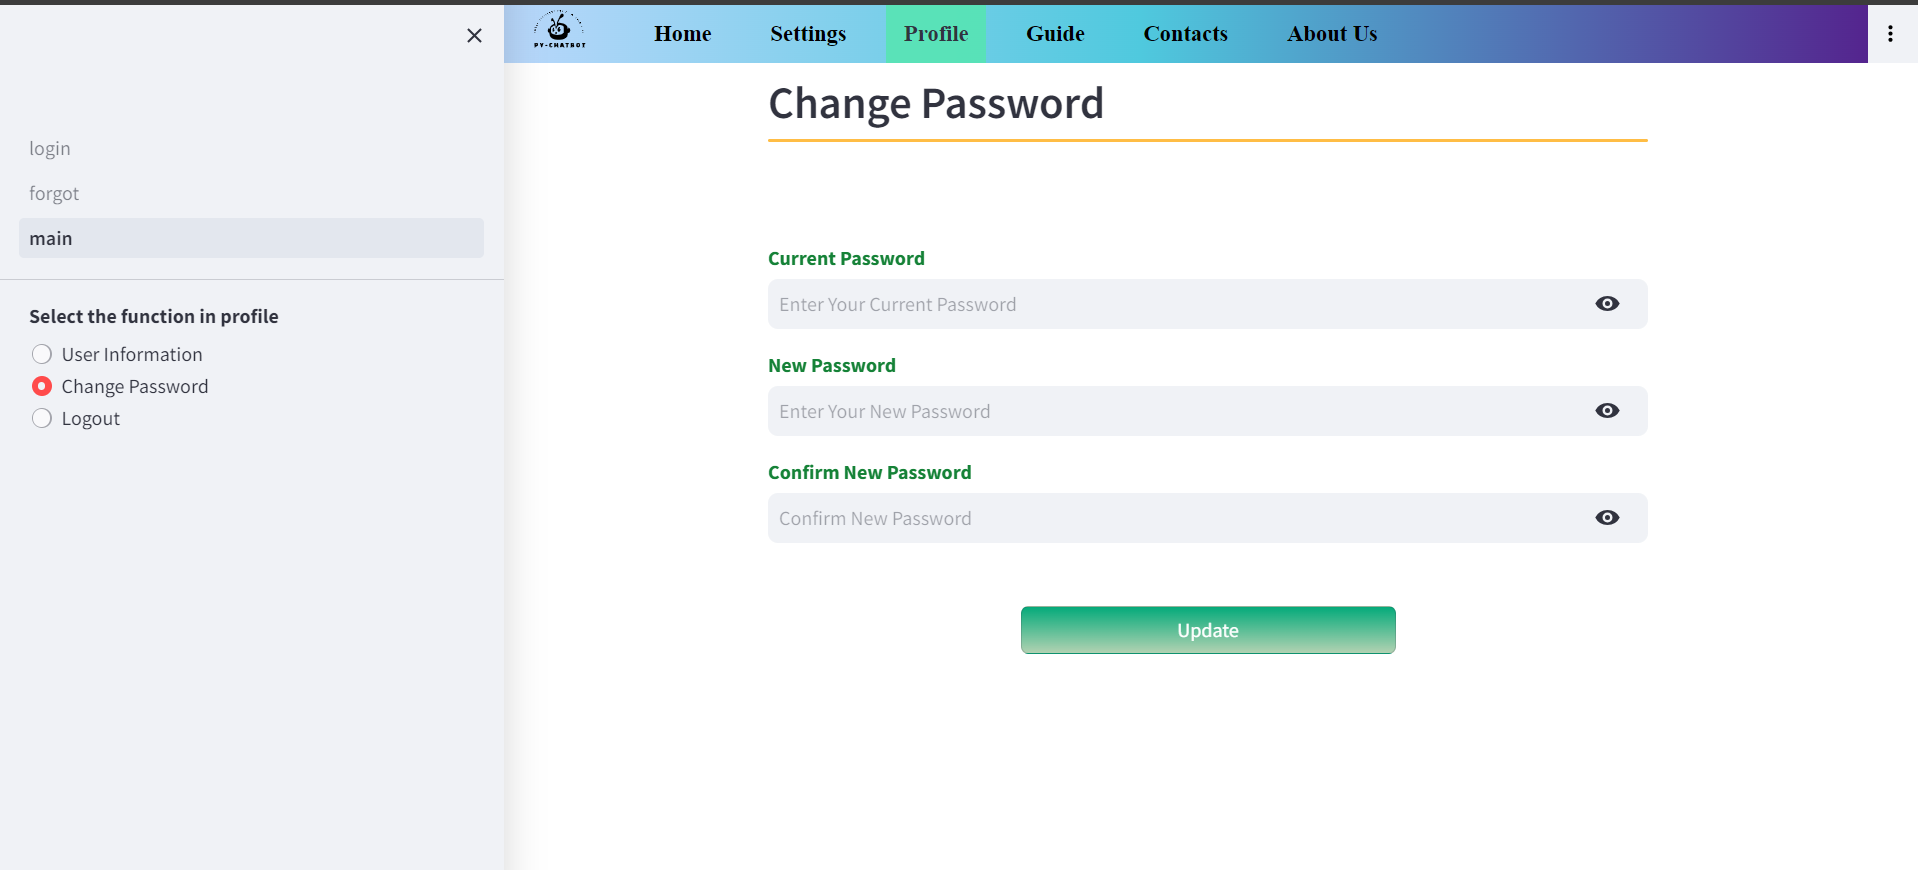 PY-CHATBOT
Home
Settings
Profile
Guide
Contacts
About Us
login
forgot
main
Select the function in profile
User Information
Change Password
Logout
Change Password
Current Password
Enter Your Current Password
New Password
Enter Your New Password
Confirm New Password
Confirm New Password
Update